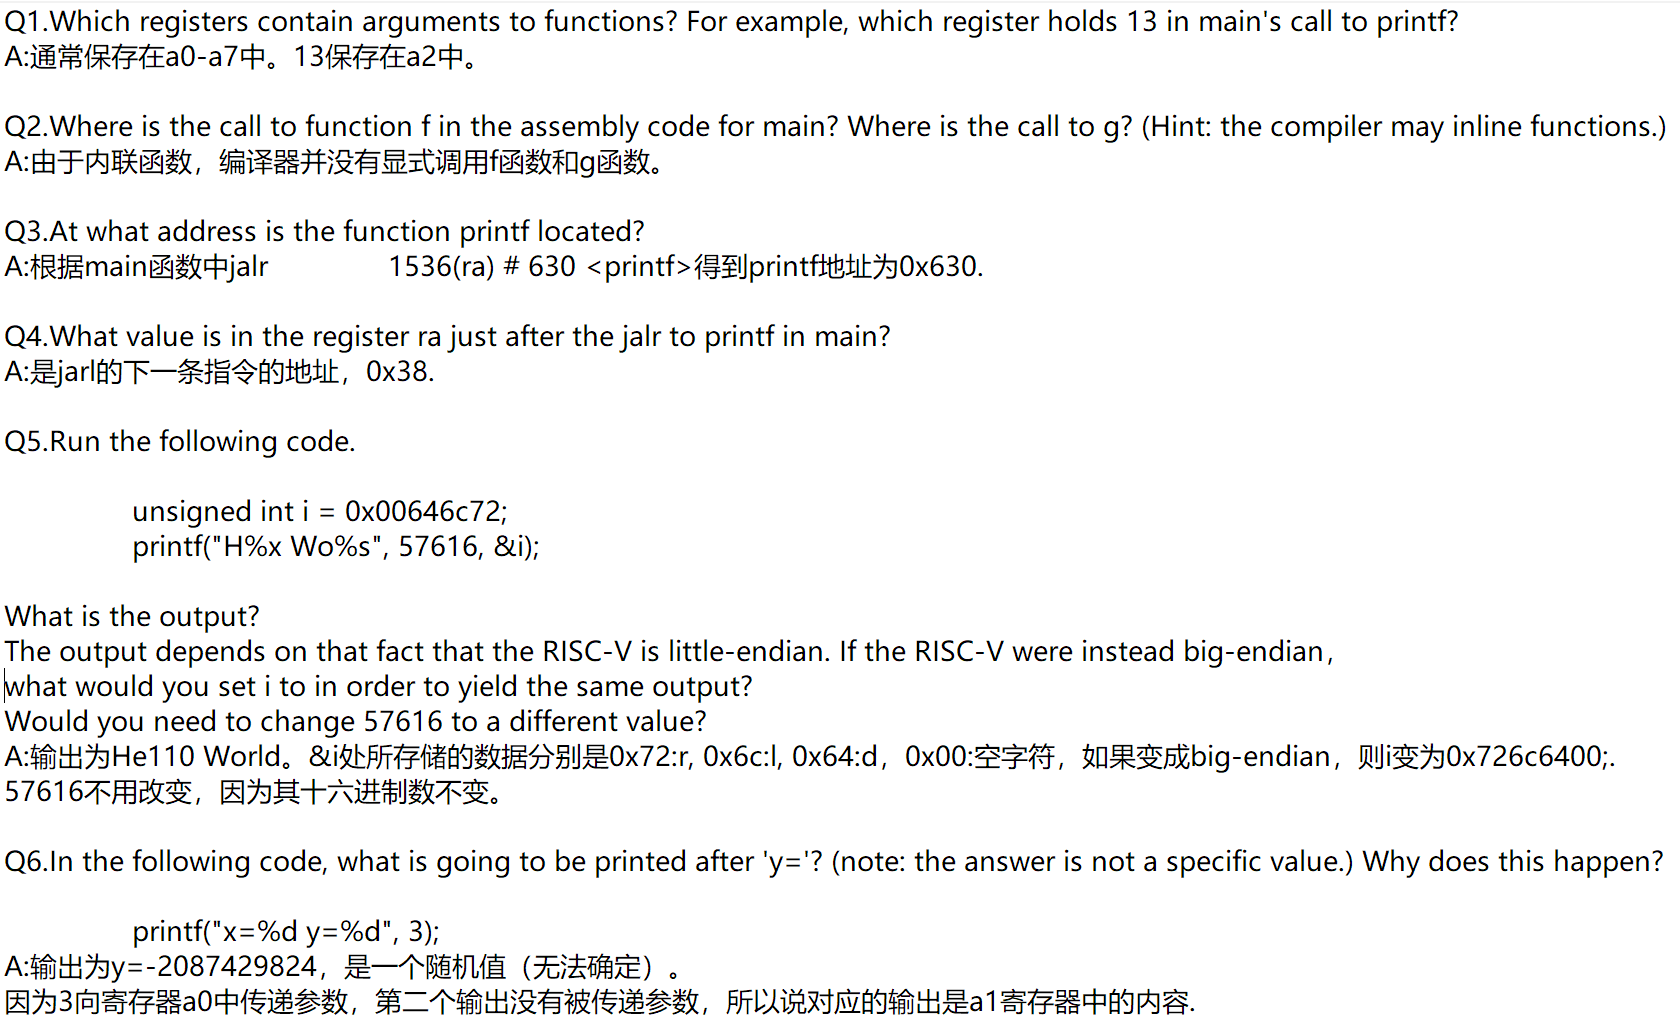 Q1.Which registers contain arguments to functions? For example, which register holds 13 in main's call to printf?
A:通常保存在a0-a7中。13保存在a2中。
Q2.Where is the call to function f in the assembly code for main? Where is the call to g? (Hint: the compiler may inline functions.)
A:由于内联函数，编译器并没有显式调用f函数和g函数。
Q3.At what address is the function printf located?
A:根据main函数中jalr 1536(ra) # 630 <printf>得到printf地址为0x630.
Q4.What value is in the register ra just after the jalr to printf in main?
A:是jarl的下一条指令的地址，0x38.
Q5.Run the following code.
unsigned int i = 0x00646c72;
printf("H%x Wo%s", 57616, &i);
What is the output?
The output depends on that fact that the RISC-V is little-endian. If the RISC-V were instead big-endian，
what would you set i to in order to yield the same output?
Would you need to change 57616 to a different value?
A:输出为He110 World。&i处所存储的数据分别是0x72:r, 0x6c:l, 0x64:d，0x00:空字符，如果变成big-endian，则i变为0x726c6400;.
57616不用改变，因为其十六进制数不变。
Q6.In the following code, what is going to be printed after 'y='? (note: the answer is not a specific value.) Why does this happen?
printf("x=%d y=%d", 3);
A:输出为y=-2087429824，是一个随机值（无法确定）。
因为3向寄存器a0中传递参数，第二个输出没有被传递参数，所以说对应的输出是a1寄存器中的内容.